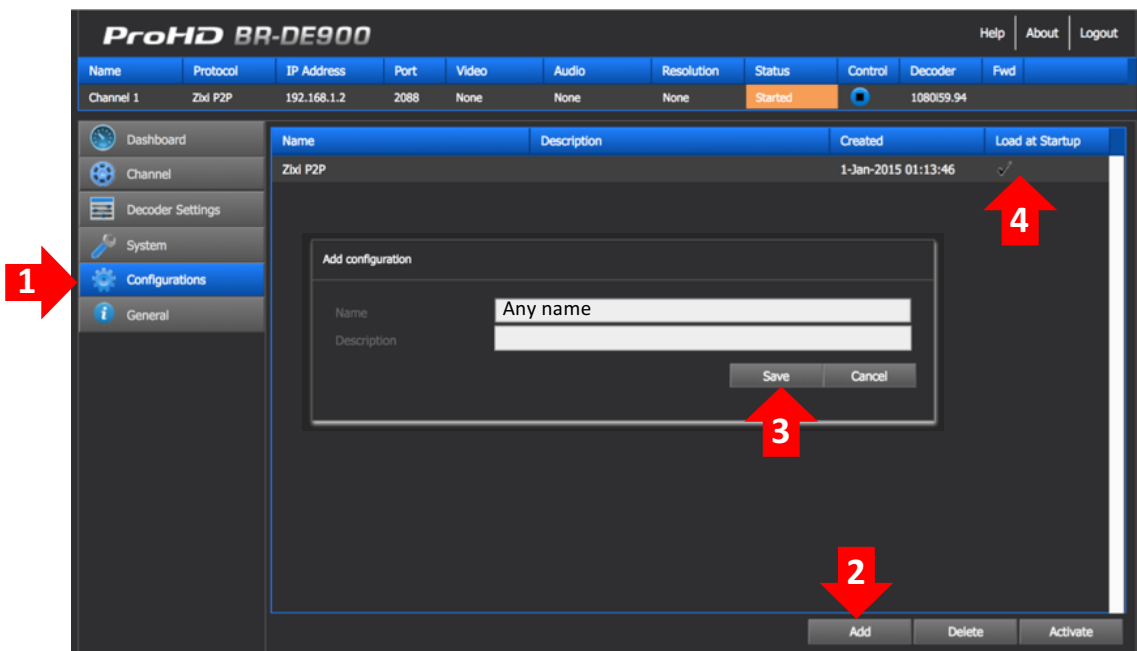 ProHD BR-DE900
Help About Logout
Name Protocol IP Address Port Video Audio Resolution Status Control Decoder Fwd
Channel 1 Zixi P2P 192.168.1.2 2088 None None None Started 1080i59.94
Dashboard
Channel
Decoder Settings
System
Configurations
General
Name Description Created Load at Startup
Zixi P2P 1-Jan-2015 01:13:46
4
1
Add configuration
Name Any name
Description
Save Cancel
3
2
Add Delete Activate